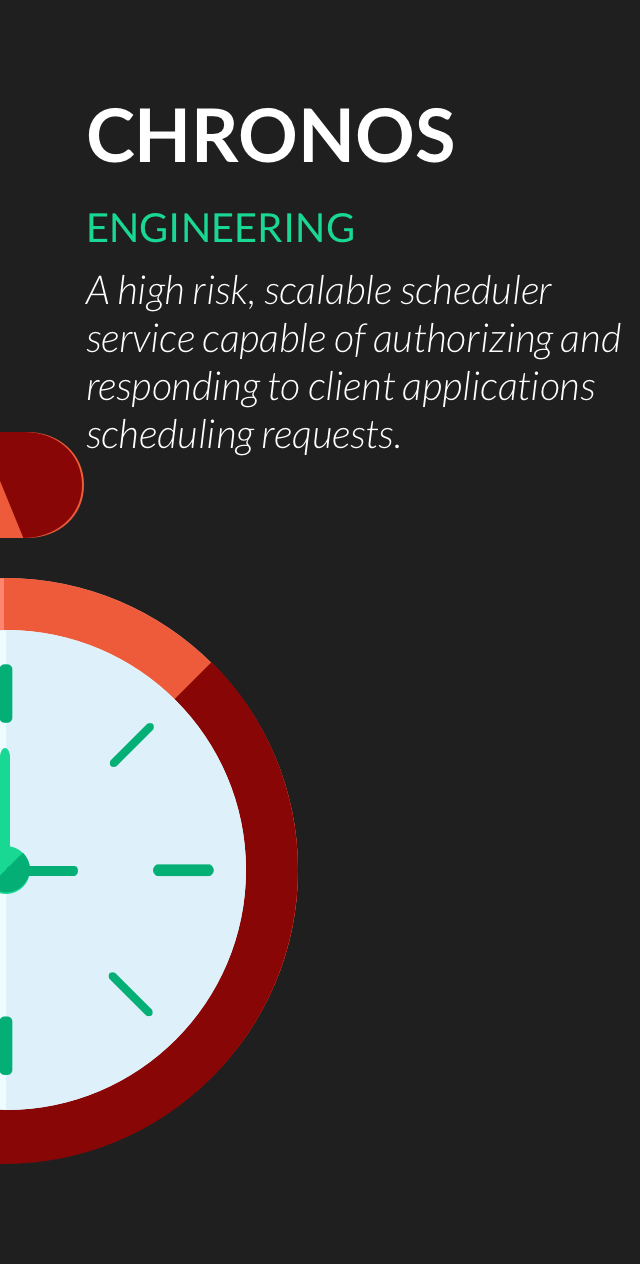 CHRONOS
ENGINEERING
A high risk, scalable scheduler
service capable of authorizing and
responding to client applications
scheduling requests.